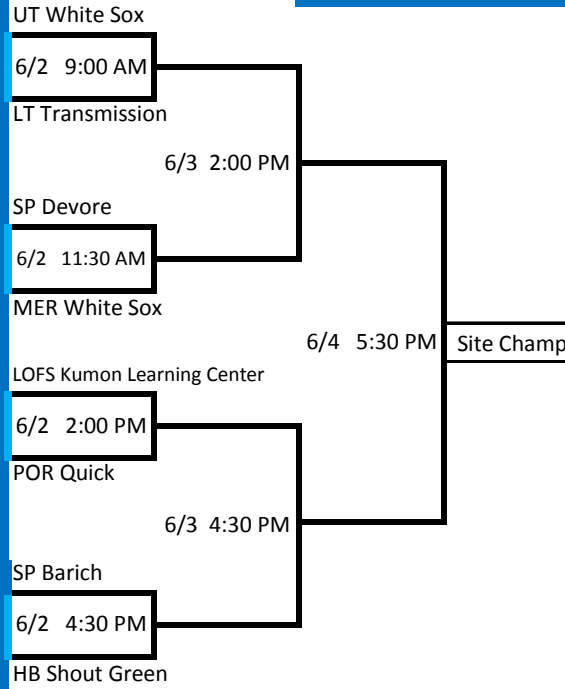 UT White Sox
6/2 9:00 AM
LT Transmission
6/3 2:00 PM
SP Devore
6/2 11:30 AM
MER White Sox
6/4 5:30 PM
Site Champ
LOFS Kumon Learning Center
6/2 2:00 PM
POR Quick
6/3 4:30 PM
SP Barich
6/2 4:30 PM
HB Shout Green